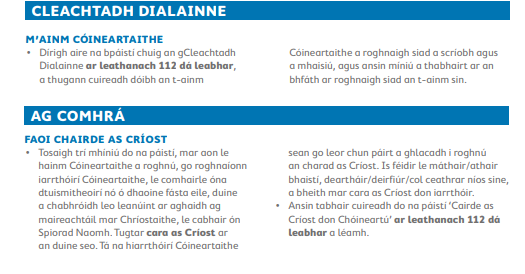 CLEACHTADH DIALAINNE
M'AINM CÓINEARTAITHE
• Dírigh aire na bpáistí chuig an gCleachtadh
Dialainne ar leathanach 112 dá leabhar,
a thugann cuireadh dóibh an t-ainm
Cóineartaithe a roghnaigh siad a scríobh agus
a mhaisiú, agus ansin míniú a thabhairt ar an
bhfáth ar roghnaigh siad an t-ainm sin.
AG COMHRÁ
FAOI CHAIRDE AS CRÍOST
• Tosaigh trí mhíniú do na páistí, mar aon le
hainm Cóineartaithe a roghnú, go roghnaíonn
iarrthóirí Cóineartaithe, le comhairle óna
dtuismitheoirí nó ó dhaoine fásta eile, duine
a chabhróidh leo leanúint ar aghaidh ag
maireachtáil mar Chríostaithe, le cabhair ón
Spiorad Naomh. Tugtar cara as Críost ar
an duine seo. Tá na hiarrthóirí Cóineartaithe
sean go leor chun páirt a ghlacadh i roghnú
an charad as Críost. Is féidir le máthair/athair
baistí, deartháir/deirfiúr/col ceathrar níos sine,
a bheith mar cara as Críost don iarrthóir.
• Ansin tabhair cuireadh do na páistí 'Cairde as
Críost don Chóineartú' ar leathanach 112 dá
leabhar a léamh.